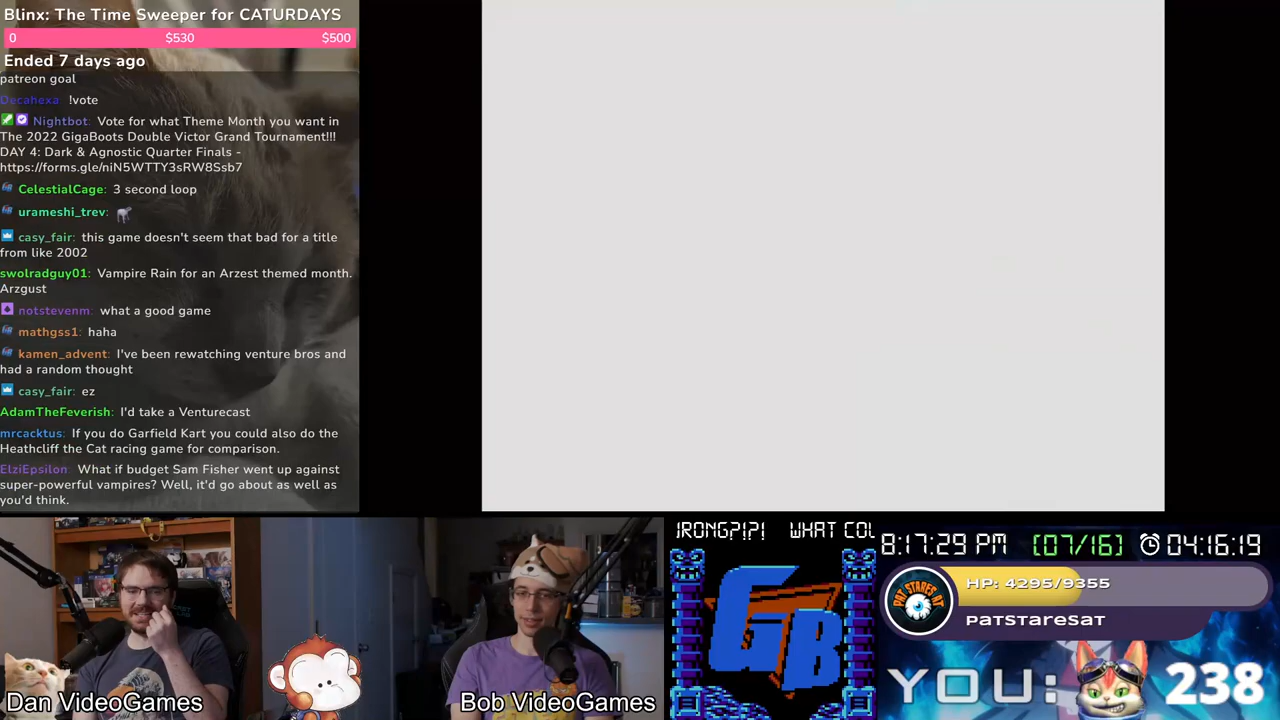 Blinx: The Time Sweeper for CATURDAYS
0 $530 $500
Ended 7 days ago
patreon goal
Decahexa: !vote
Nightbot: Vote for what Theme Month you want in
The 2022 GigaBoots Double Victor Grand Tournament!!!
DAY 4: Dark & Agnostic Quarter Finals -
https://forms.gle/niN5WTTY3sRW8Ssb7
CelestialCage: 3 second loop
urameshi_trev:
casy_fair: this game doesn't seem that bad for a title
from like 2002
swolradguy01: Vampire Rain for an Arzest themed month.
Arzgust
notstevenm: what a good game
mathgss1: haha
kamen_advent: I've been rewatching venture bros and
had a random thought
casy_fair: ez
AdamTheFeverish: I'd take a Venturecast
mrcacktus: If you do Garfield Kart you could also do the
Heathcliff the Cat racing game for comparison.
ElziEpsilon: What if budget Sam Fisher went up against
super-powerful vampires? Well, it'd go about as well as
you'd think.
Dan VideoGames
Bob VideoGames
IRONG?!?! WHAT COL
GB
8:17:29 PM [07/16] 04:16:19
PAT STARES AT
HP: 4295/9355
PatStaresAt
YOU: 238